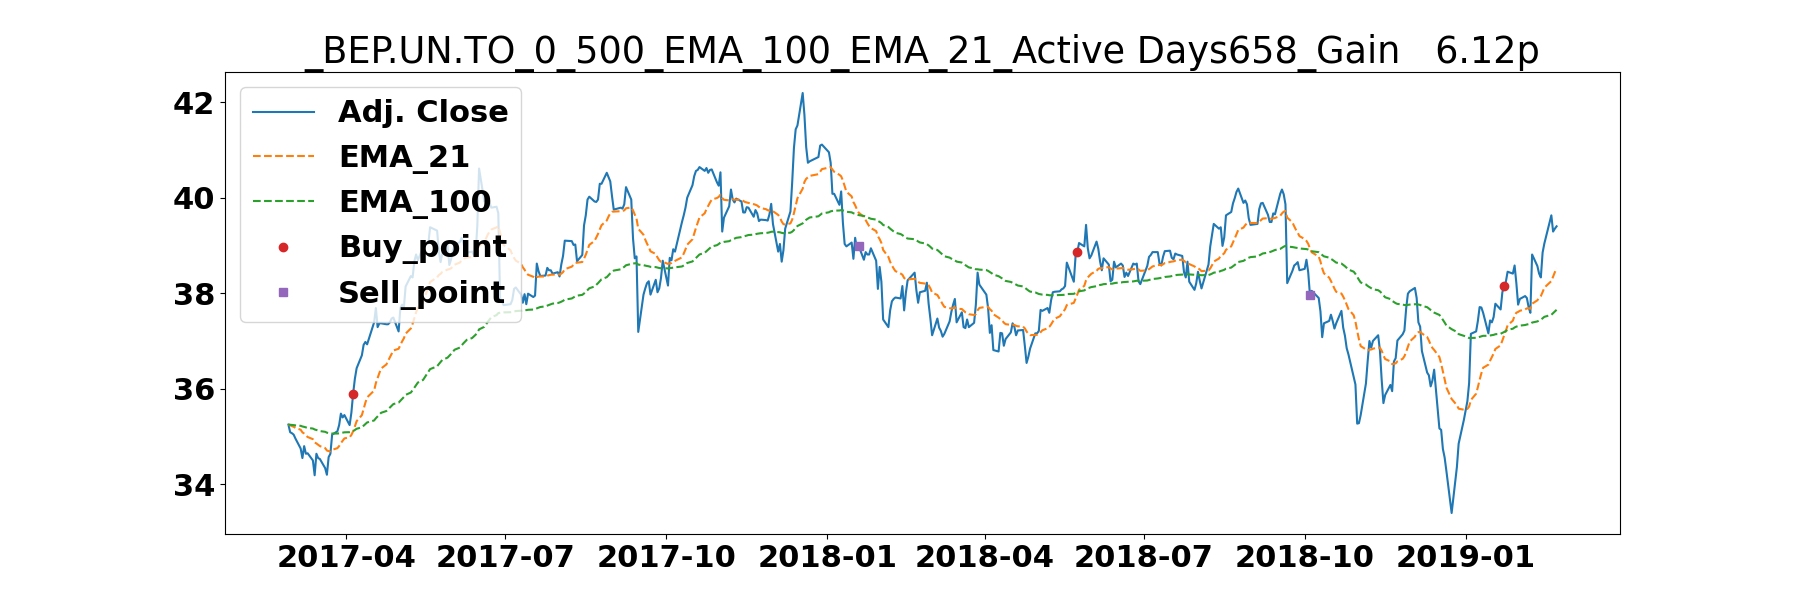 _BEP.UN.TO_0_500_EMA_100_EMA_21_Active Days658_Gain   6.12p
42
40
38
36
34
Adj. Close
EMA_21
EMA_100
Buy_point
Sell_point
2017-04 2017-07 2017-10 2018-01 2018-04 2018-07 2018-10 2019-01